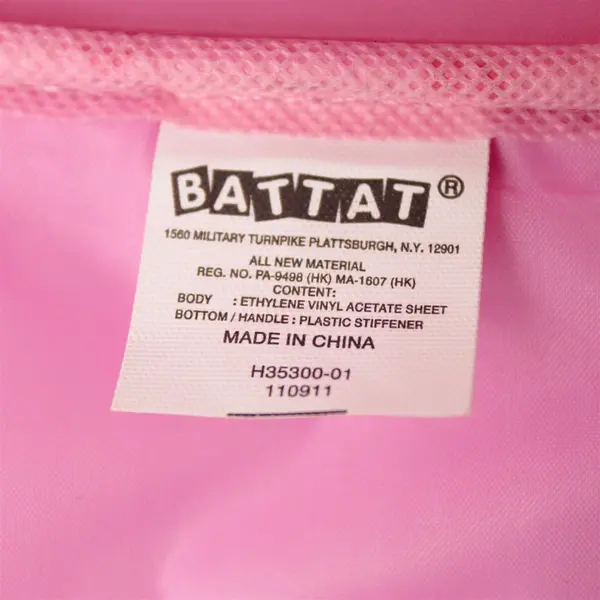 BATTAT®
1560 MILITARY TURNPIKE PLATTSBURGH, N.Y. 12901
ALL NEW MATERIAL
REG. NO. PA-9498 (HK) MA-1607 (HK)
CONTENT:
BODY : ETHYLENE VINYL ACETATE SHEET
BOTTOM / HANDLE : PLASTIC STIFFENER
MADE IN CHINA
H35300-01
110911